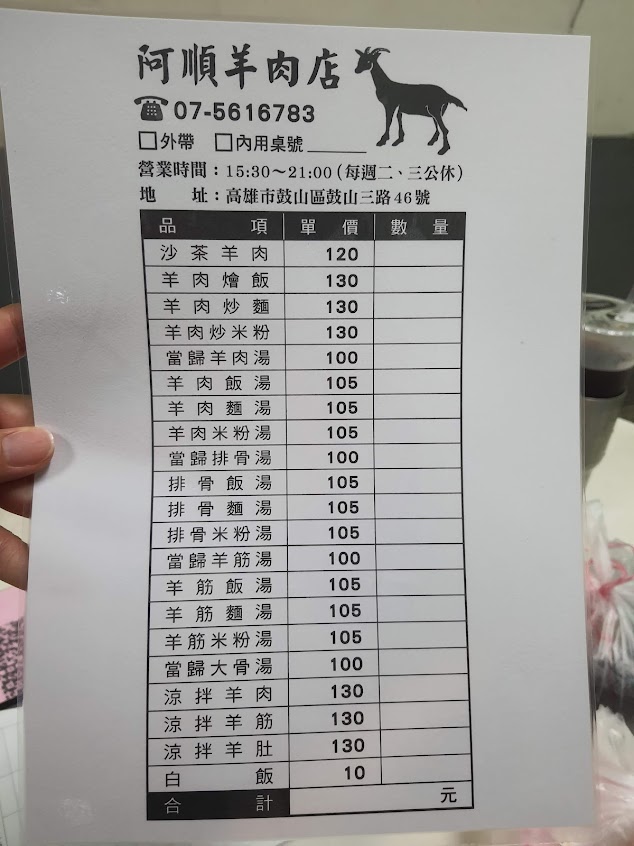 阿順羊肉店
07-5616783
外帶 內用桌號______
營業時間：15:30～21:00(每週二、三公休)
地 址：高雄市鼓山區鼓山三路46號
品項 單價 數量
沙茶羊肉 120
羊肉燴飯 130
羊肉炒麵 130
羊肉炒米粉 130
當歸羊肉湯 100
羊肉飯湯 105
羊肉麵湯 105
羊肉米粉湯 105
當歸排骨湯 100
排骨飯湯 105
排骨麵湯 105
排骨米粉湯 105
當歸羊筋湯 100
羊筋飯湯 105
羊筋麵湯 105
羊筋米粉湯 105
當歸大骨湯 100
涼拌羊肉 130
涼拌羊筋 130
涼拌羊肚 130
白飯 10
合計 元